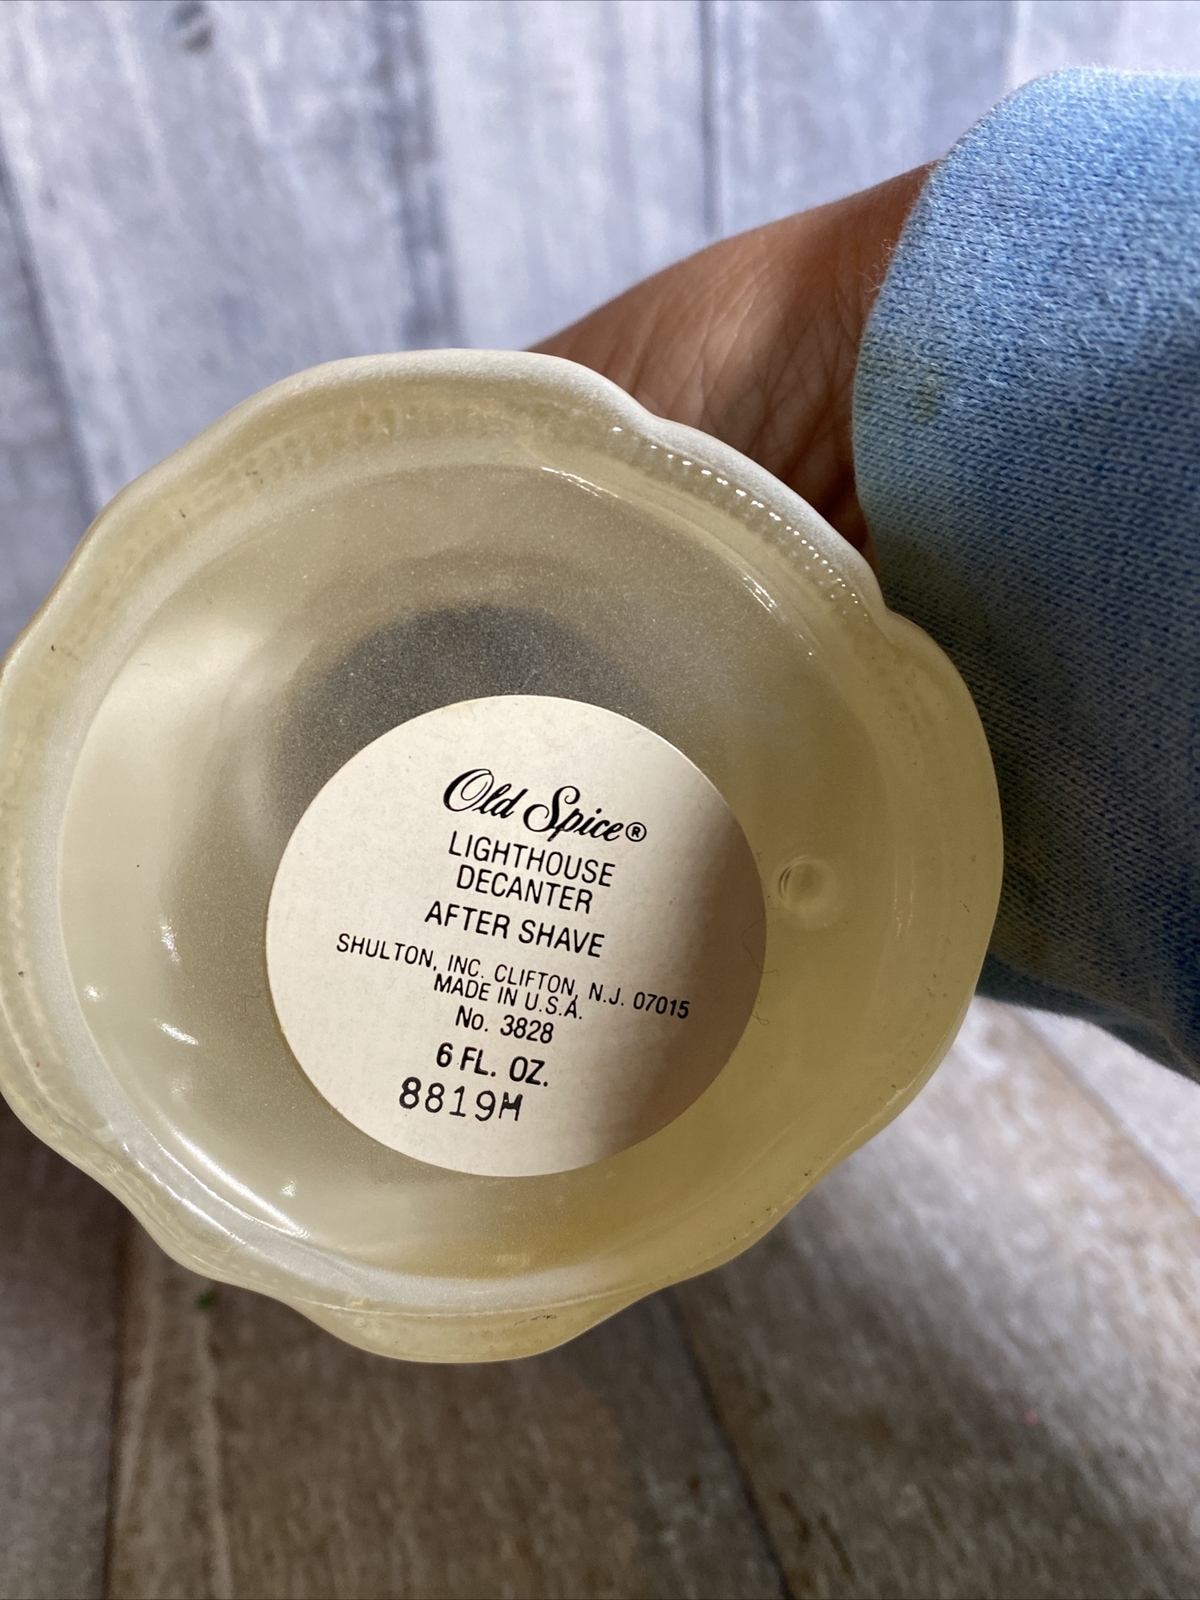 Old Spice®
LIGHTHOUSE
DECANTER
AFTER SHAVE
SHULTON, INC. CLIFTON, N.J. 07015
MADE IN U.S.A.
No. 3828
6 FL. OZ.
8819M